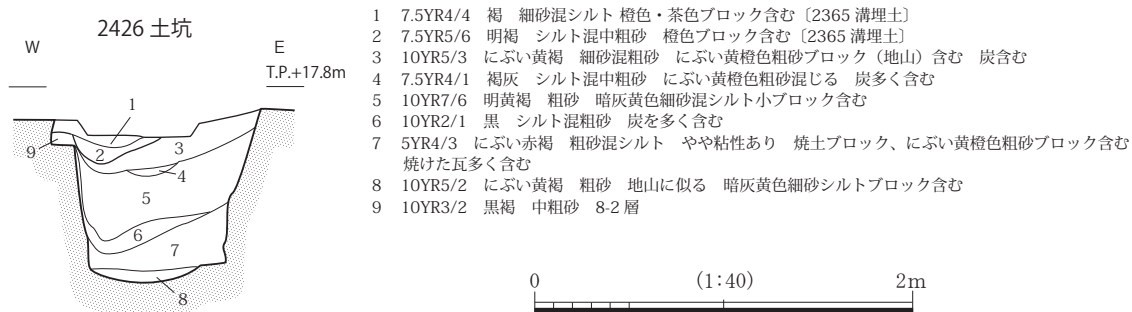 2426 土坑
W
E
T.P.+17.8m
1
2
3
4
5
6
7
8
9
1 7.5YR4/4 褐 細砂混シルト 橙色・茶色ブロック含む〔2365 溝埋土〕
2 7.5YR5/6 明褐 シルト混中粗砂 橙色ブロック含む〔2365 溝埋土〕
3 10YR5/3 にぶい黄褐 細砂混粗砂 にぶい黄橙色粗砂ブロック（地山）含む 炭含む
4 7.5YR4/1 褐灰 シルト混中粗砂 にぶい黄橙色粗砂混じる 炭多く含む
5 10YR7/6 明黄褐 粗砂 暗灰黄色細砂混シルト小ブロック含む
6 10YR2/1 黒 シルト混粗砂 炭を多く含む
7 5YR4/3 にぶい赤褐 粗砂混シルト やや粘性あり 焼土ブロック、にぶい黄橙色粗砂ブロック含む
焼けた瓦多く含む
8 10YR5/2 にぶい黄褐 粗砂 地山に似る 暗灰黄色細砂シルトブロック含む
9 10YR3/2 黒褐 中粗砂 8-2 層
0 (1:40) 2m